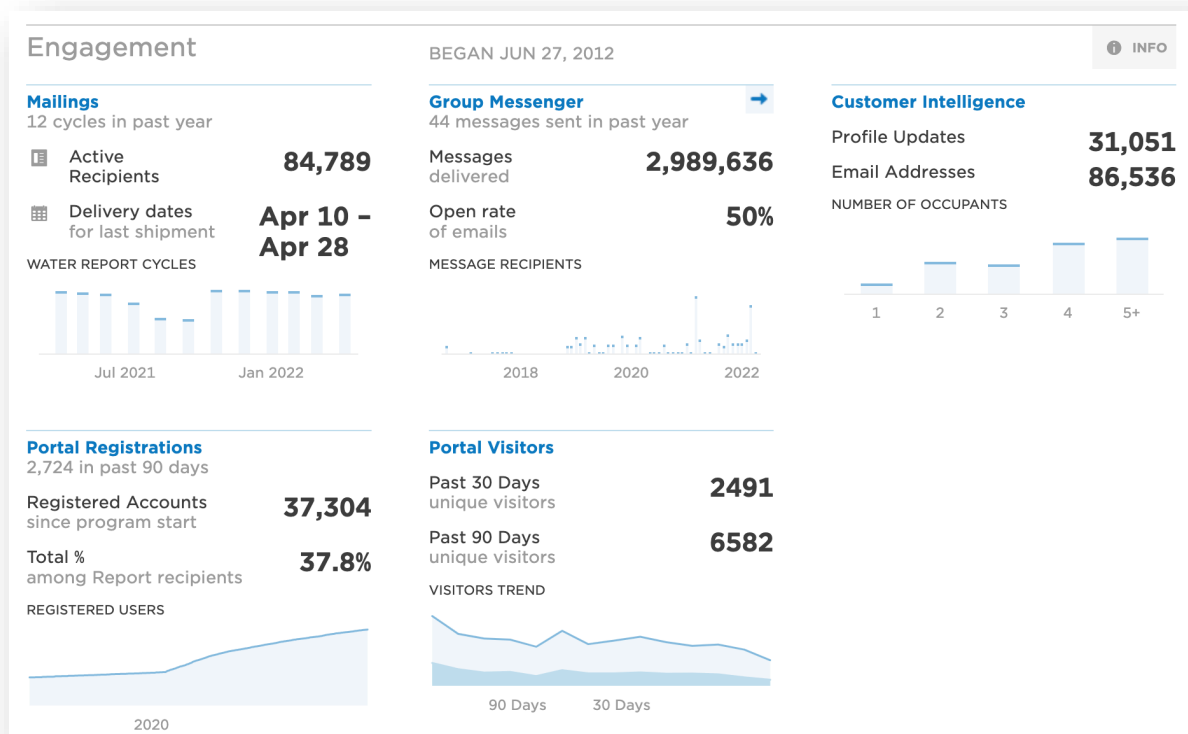 Engagement
BEGAN JUN 27, 2012
INFO
Mailings
12 cycles in past year
Active
Recipients
84,789
Delivery dates
for last shipment
Apr 10 –
Apr 28
WATER REPORT CYCLES
Jul 2021
Jan 2022
Group Messenger
44 messages sent in past year
Messages
delivered
2,989,636
Open rate
of emails
50%
MESSAGE RECIPIENTS
2018
2020
2022
Customer Intelligence
Profile Updates
31,051
Email Addresses
86,536
NUMBER OF OCCUPANTS
1
2
3
4
5+
Portal Registrations
2,724 in past 90 days
Registered Accounts
since program start
37,304
Total %
among Report recipients
37.8%
REGISTERED USERS
2020
Portal Visitors
Past 30 Days
unique visitors
2491
Past 90 Days
unique visitors
6582
VISITORS TREND
90 Days
30 Days